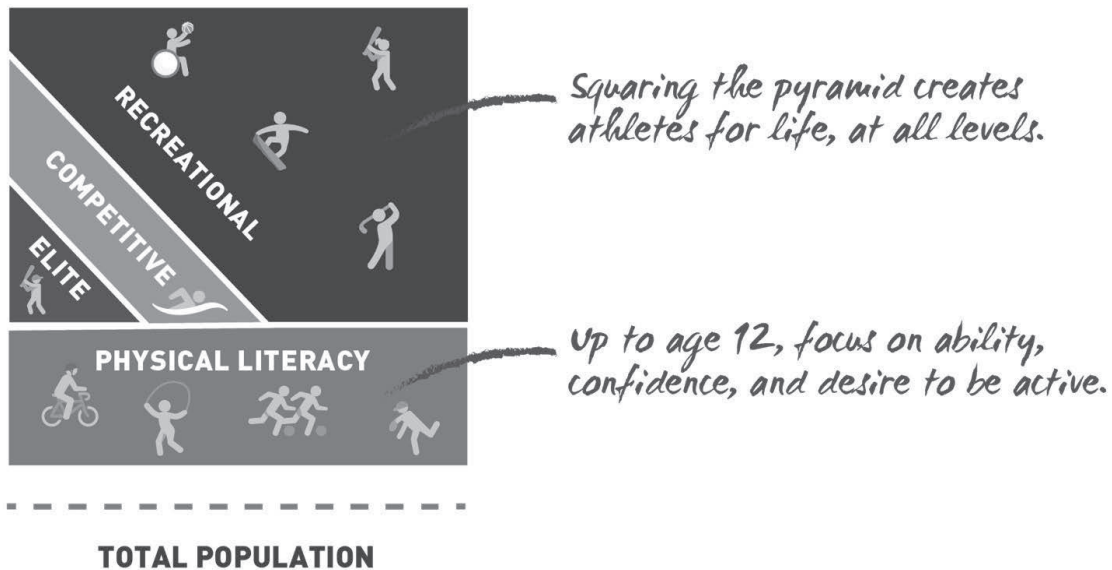 RECREATIONAL
COMPETITIVE
ELITE
Squaring the pyramid creates
athletes for life, at all levels.
PHYSICAL LITERACY
Up to age 12, focus on ability,
confidence, and desire to be active.
TOTAL POPULATION